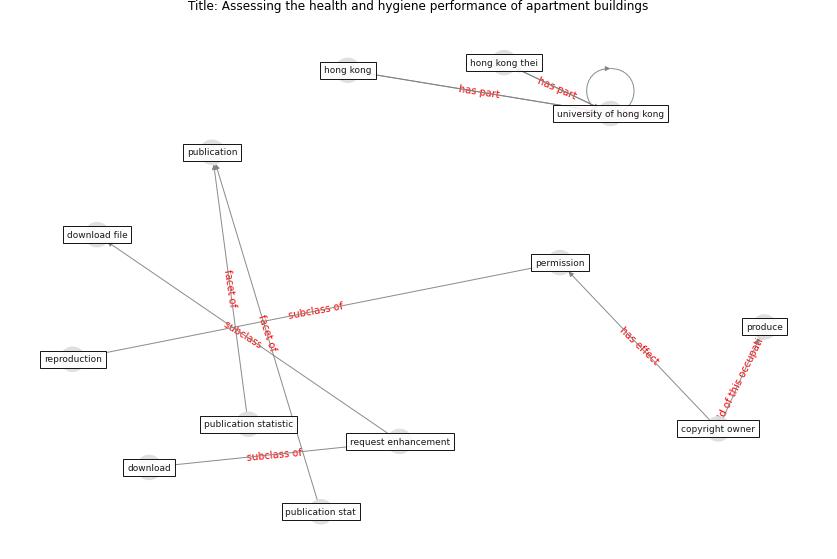 Title: Assessing the health and hygiene performance of apartment buildings
hong kong thei
hong kong
has part
has part
university of hong kong
publication
download file
permission
facet of
subclass of
produce
subclass
facet of
has effect
reproduction
d of this occupati
publication statistic
copyright owner
request enhancement
subclass of
download
publication stat